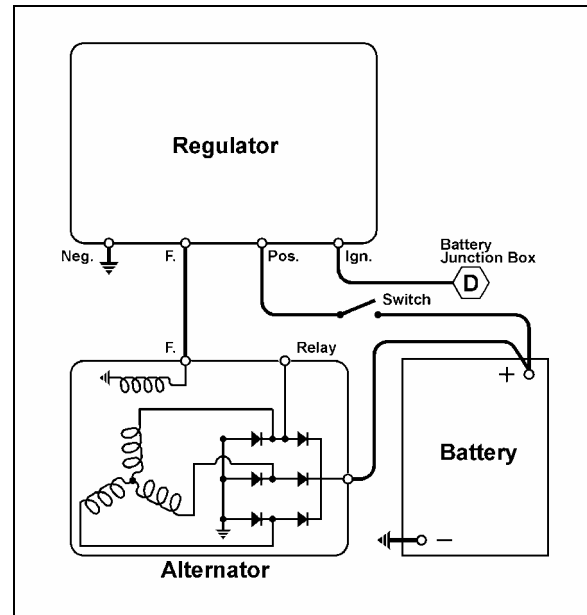 Regulator
Neg.
F.
Pos.
Ign.
Battery
Junction Box
D
Switch
F.
Relay
+
Battery
−
Alternator